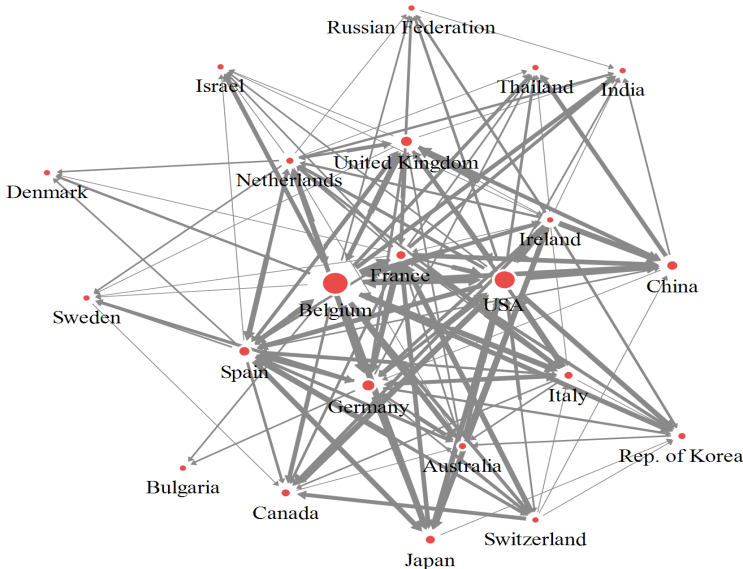 Russian Federation
Israel
Thailand
India
United Kingdom
Netherlands
Denmark
Ireland
France
China
Belgium
USA
Sweden
Spain
Italy
Germany
Rep. of Korea
Australia
Bulgaria
Canada
Switzerland
Japan